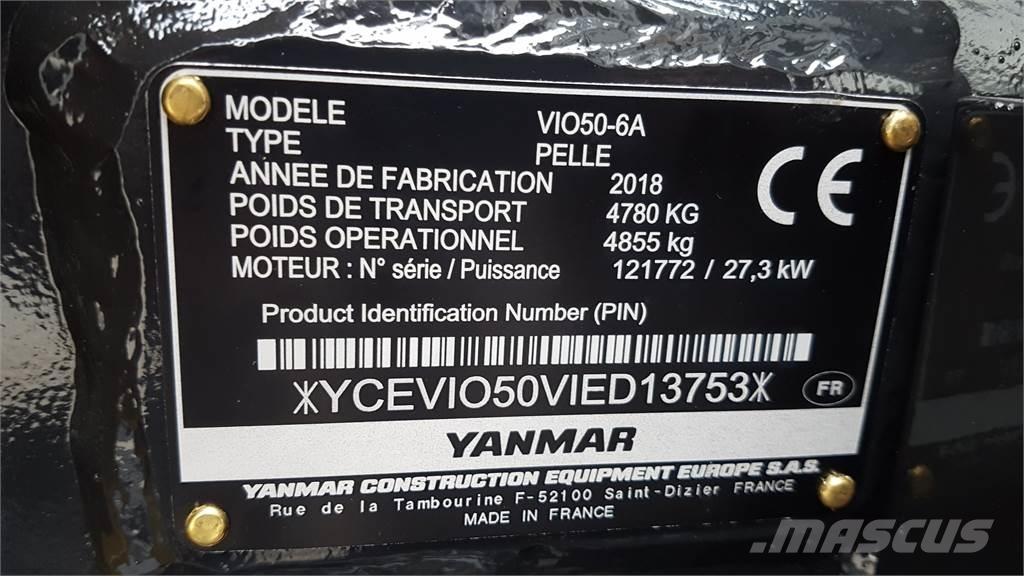 MODELE VIO50-6A
TYPE PELLE
ANNEE DE FABRICATION 2018
POIDS DE TRANSPORT 4780 KG
POIDS OPERATIONNEL 4855 kg
MOTEUR : N° série / Puissance 121772 / 27,3 kW
CE
Product Identification Number (PIN)
YCEVIO50VIED13753
FR
YANMAR
YANMAR CONSTRUCTION EQUIPMENT EUROPE S.A.S.
Rue de la Tambourine F-52100 Saint-Dizier FRANCE
MADE IN FRANCE
MASCUS